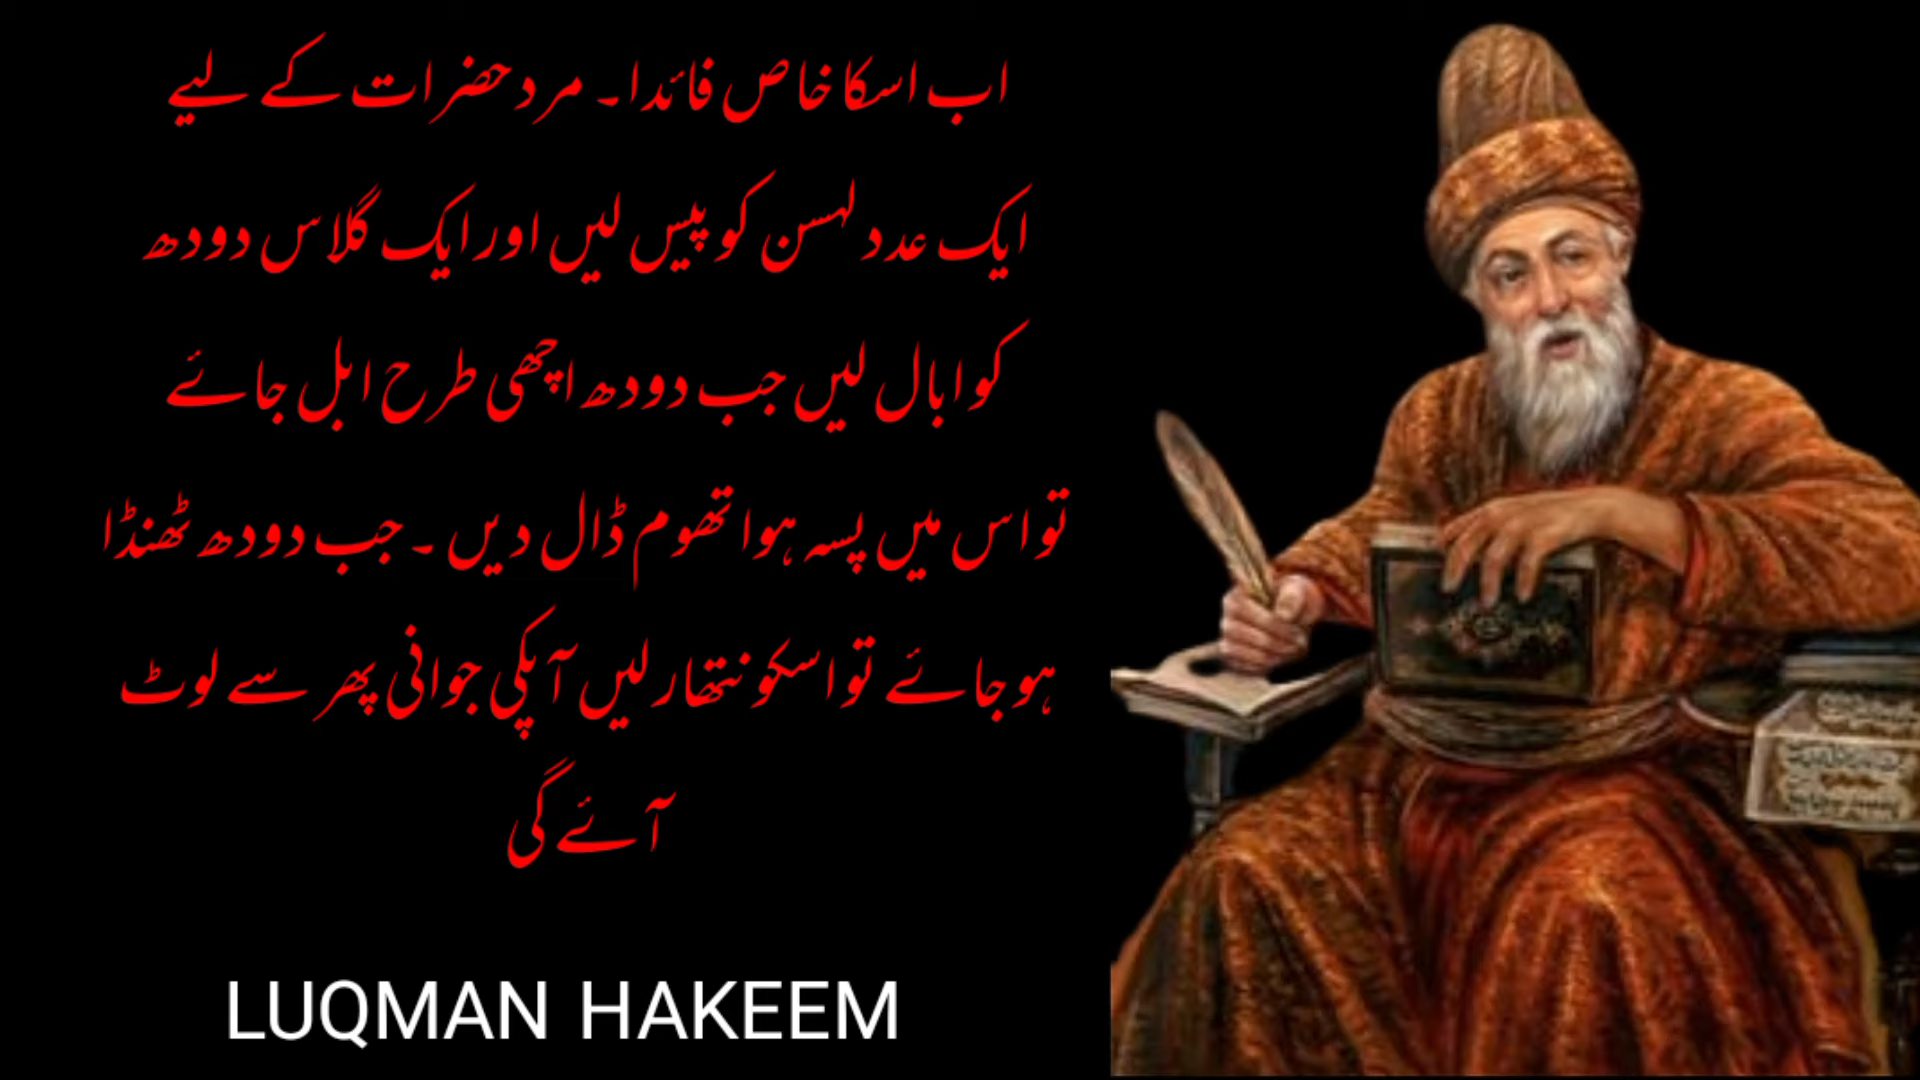 اب اسکا خاص فائدا۔ مرد حضرات کے لیے
ایک عدد لہسن کو پیس لیں اور ایک گلاس دودھ
کو ابال لیں جب دودھ اچھی طرح ابل جائے
تو اس میں پسہ ہوا تھوم ڈال دیں ۔ جب دودھ ٹھنڈا
ہو جائے تو اسکو نتھار لیں آپکی جوانی پھر سے لوٹ
آئے گی
LUQMAN HAKEEM